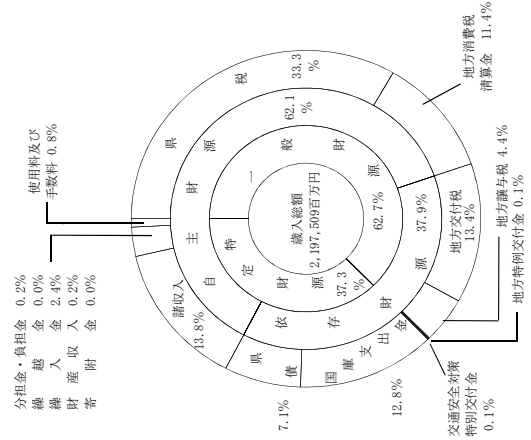 分担金・負担金 0.2%
繰越金 0.0%
繰入金 2.4%
財産収入 0.2%
寄附金 0.0%
使用料及び
手数料 0.8%
諸収入
13.8%
県税
33.3
%
地方消費税
清算金 11.4%
地方交付税
13.4%
地方譲与税 4.4%
地方特例交付金 0.1%
交通安全対策
特別交付金
0.1%
国庫支出金
12.8%
県債
7.1%
自主財源
62.1
%
依存財源
37.9%
一般財源
62.7%
特定財源
37.3
%
歳入総額
2,197,509百万円